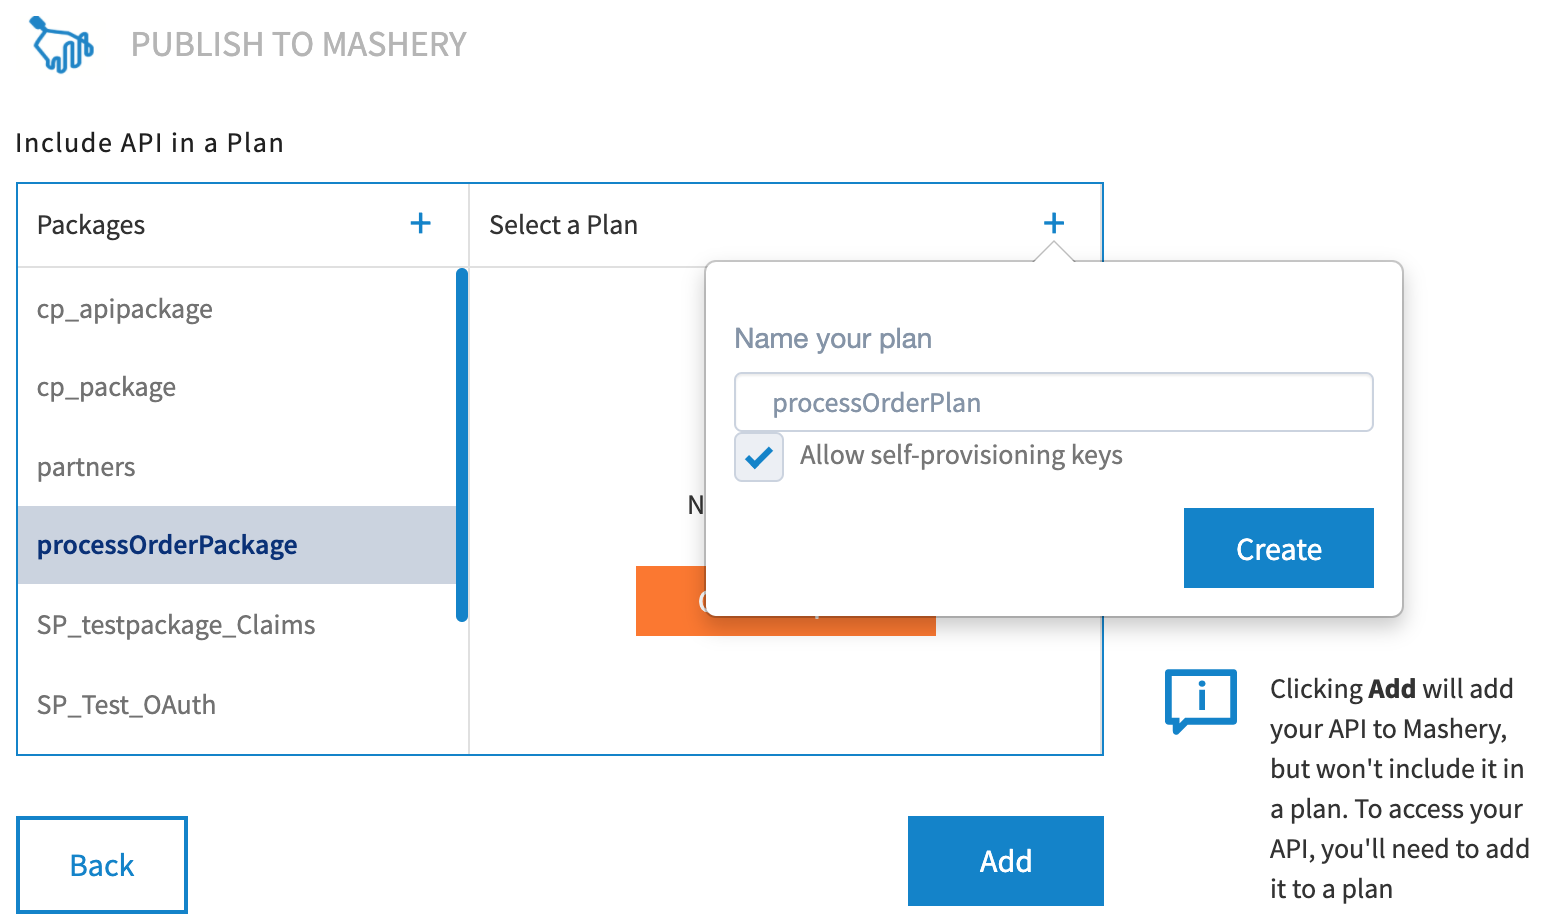 PUBLISH TO MASHERY
Include API in a Plan
Packages +
Select a Plan +
cp_apipackage
cp_package
partners
processOrderPackage
SP_testpackage_Claims
SP_Test_OAuth
Name your plan
processOrderPlan
Allow self-provisioning keys
Create
Clicking Add will add
your API to Mashery,
but won't include it in
a plan. To access your
API, you'll need to add
it to a plan
Back
Add